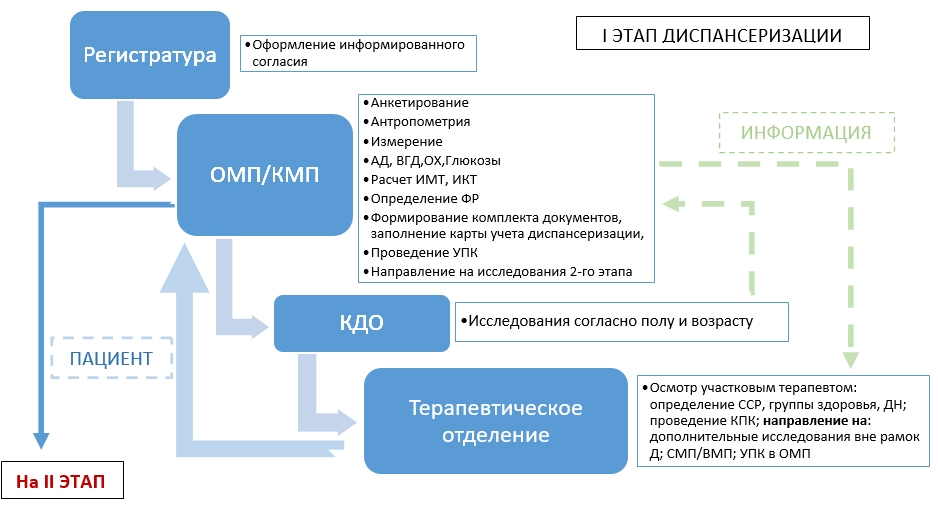 I ЭТАП ДИСПАНСЕРИЗАЦИИ
Регистратура
•Оформление информированного
согласия
ОМП/КМП
•Анкетирование
•Антропометрия
•Измерение
•АД, ВГД,ОХ,Глюкозы
•Расчет ИМТ, ИКТ
•Определение ФР
•Формирование комплекта документов,
заполнение карты учета диспансеризации,
•Проведение УПК
•Направление на исследования 2-го этапа
ИНФОРМАЦИЯ
КДО
•Исследования согласно полу и возрасту
ПАЦИЕНТ
Терапевтическое
отделение
•Осмотр участковым терапевтом:
определение ССР, группы здоровья, ДН;
проведение КПК; направление на:
дополнительные исследования вне рамок
Д; СМП/ВМП; УПК в ОМП
На II ЭТАП